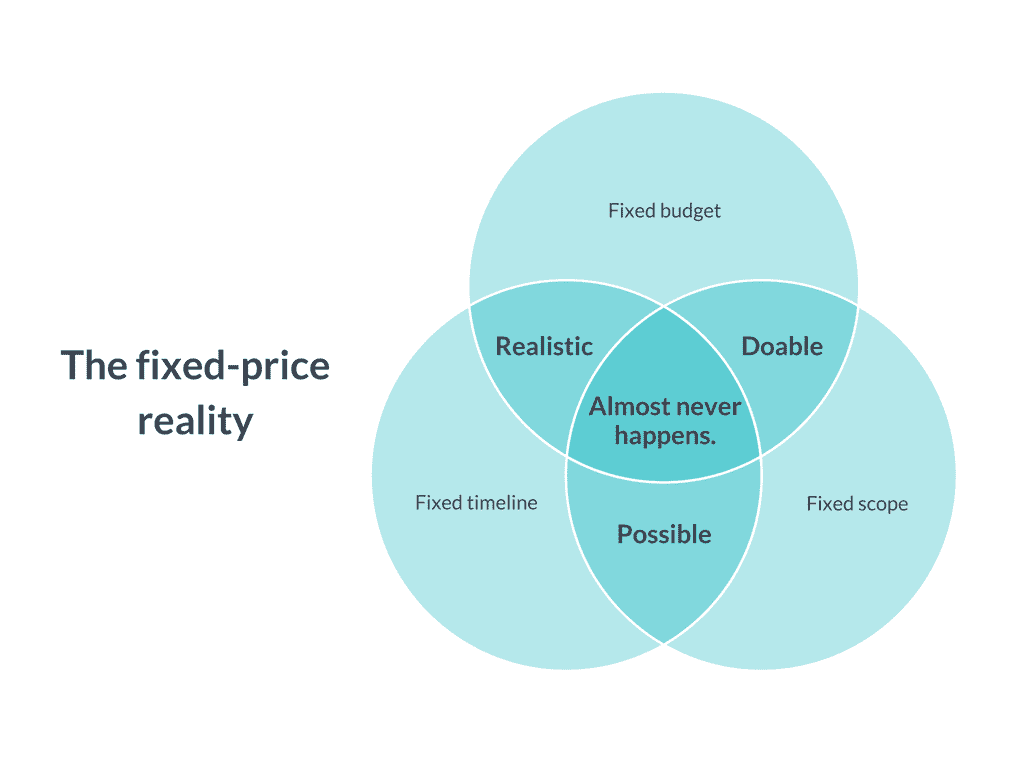 The fixed-price
reality
Fixed budget
Realistic
Doable
Almost never
happens.
Fixed timeline
Fixed scope
Possible